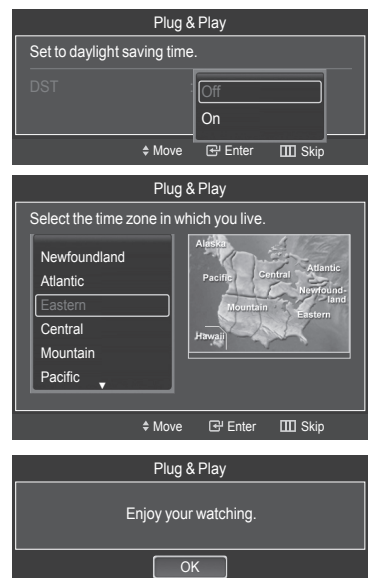 Plug & Play
Set to daylight saving time.
DST :
Off
On
Move Enter Skip
Plug & Play
Select the time zone in which you live.
Newfoundland
Atlantic
Eastern
Central
Mountain
Pacific
Alaska
Pacific Central Atlantic
Newfound-
land
Mountain Eastern
Hawaii
Move Enter Skip
Plug & Play
Enjoy your watching.
OK